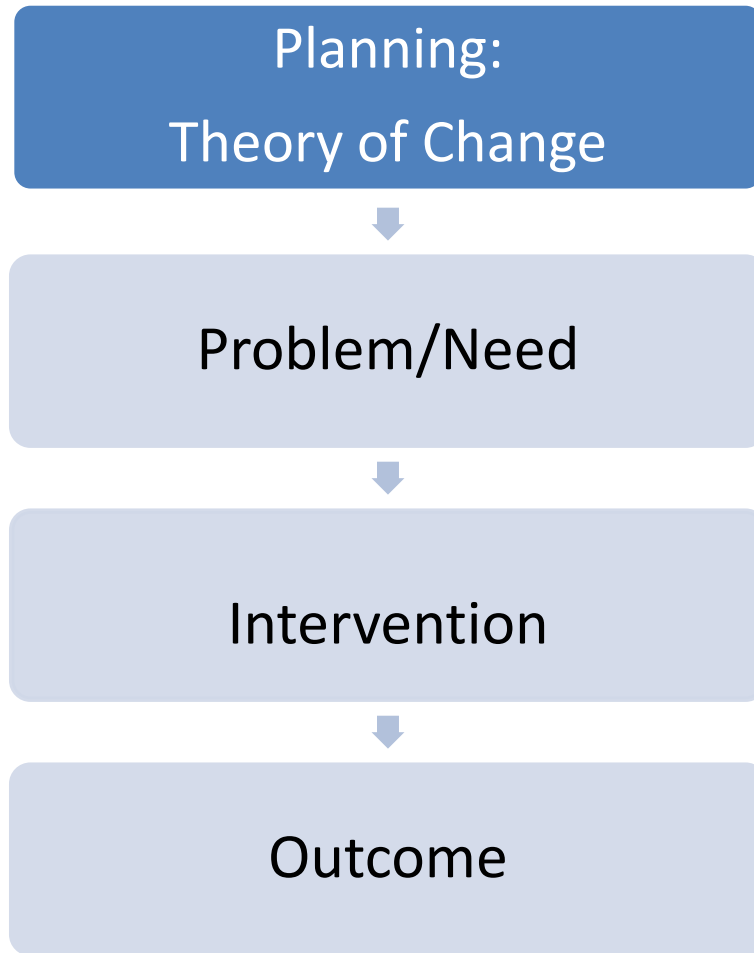 Planning:
Theory of Change
Problem/Need
Intervention
Outcome